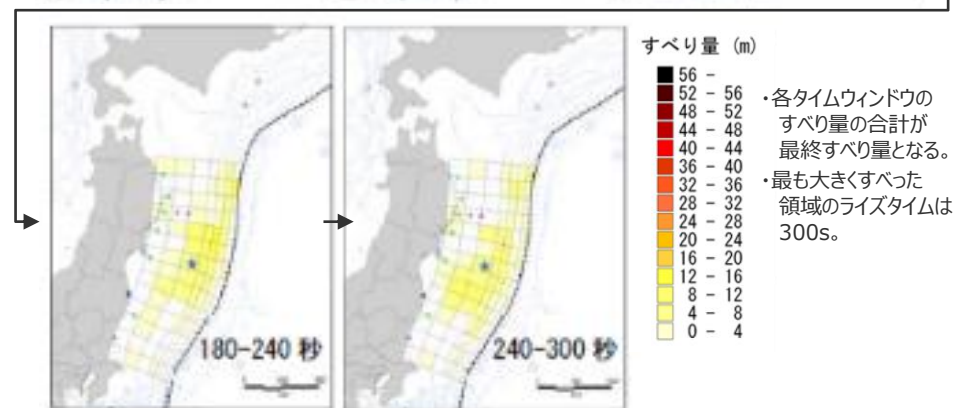 すべり量 (m)
56 -
52 - 56
48 - 52
44 - 48
40 - 44
36 - 40
32 - 36
28 - 32
24 - 28
20 - 24
16 - 20
12 - 16
8 - 12
4 - 8
0 - 4
・各タイムウィンドウの
すべり量の合計が
最終すべり量となる。
・最も大きくすべった
領域のライズタイムは
300s。
180-240 秒
240-300 秒